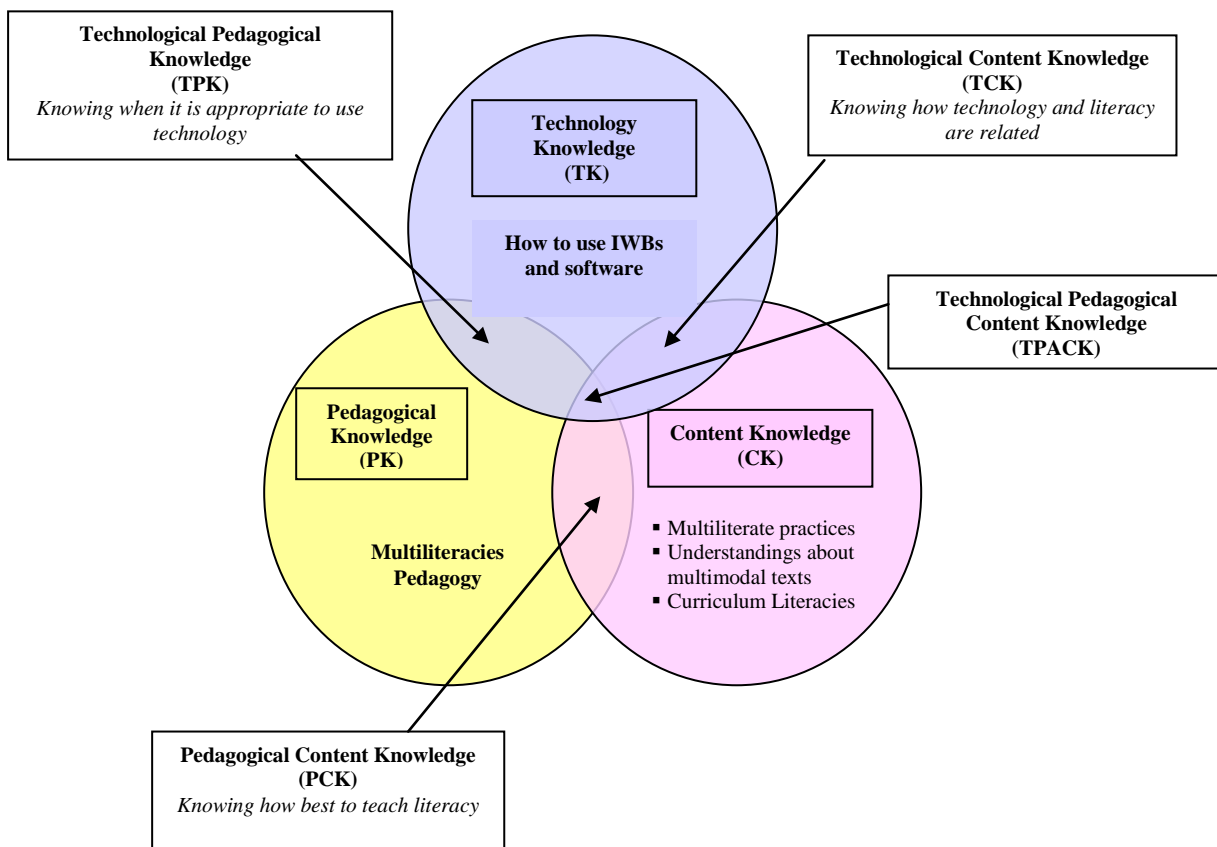 Technological Pedagogical
Knowledge
(TPK)
Knowing when it is appropriate to use
technology
Technological Content Knowledge
(TCK)
Knowing how technology and literacy
are related
Technology
Knowledge
(TK)
How to use IWBs
and software
Technological Pedagogical
Content Knowledge
(TPACK)
Pedagogical
Knowledge
(PK)
Content Knowledge
(CK)
Multiliteracies
Pedagogy
▪ Multiliterate practices
▪ Understandings about
multimodal texts
▪ Curriculum Literacies
Pedagogical Content Knowledge
(PCK)
Knowing how best to teach literacy